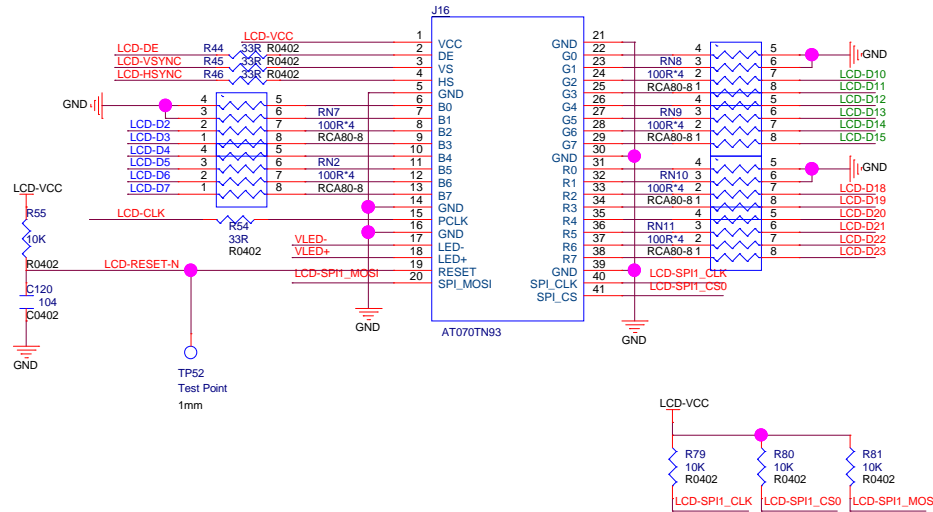 J16
LCD-VCC 1 VCC GND 21
LCD-DE R44 33R R0402 2 DE G0 22 4 5 GND
LCD-VSYNC R45 33R R0402 3 VS G1 23 RN8 3 6
LCD-HSYNC R46 33R R0402 4 HS G2 24 100R*4 2 7 LCD-D10
5 GND G3 25 RCA80-8 1 8 LCD-D11
GND 4 5 6 B0 G4 26 4 5 LCD-D12
3 6 RN7 7 B1 G5 27 RN9 3 6 LCD-D13
LCD-D2 2 7 100R*4 8 B2 G6 28 100R*4 2 7 LCD-D14
LCD-D3 1 8 RCA80-8 9 B3 G7 29 RCA80-8 1 8 LCD-D15
LCD-D4 4 5 10 B4 GND 30
LCD-D5 3 6 RN2 11 B5 R0 31 4 5 GND
LCD-D6 2 7 100R*4 12 B6 R1 32 RN10 3 6
LCD-D7 1 8 RCA80-8 13 B7 R2 33 100R*4 2 7 LCD-D18
LCD-VCC 14 GND R3 34 RCA80-8 1 8 LCD-D19
R55 LCD-CLK R54 15 PCLK R4 35 4 5 LCD-D20
10K 33R 16 GND R5 36 RN11 3 6 LCD-D21
R0402 R0402 VLED- 17 LED- R6 37 100R*4 2 7 LCD-D22
VLED+ 18 LED+ R7 38 RCA80-8 1 8 LCD-D23
LCD-RESET-N 19 RESET GND 39
LCD-SPI1_MOSI 20 SPI_MOSI SPI_CLK 40 LCD-SPI1_CLK
SPI_CS 41 LCD-SPI1_CS0
C120
104
C0402
GND
GND
GND
AT070TN93
TP52
Test Point
1mm
LCD-VCC
R79 R80 R81
10K 10K 10K
R0402 R0402 R0402
LCD-SPI1_CLK LCD-SPI1_CS0 LCD-SPI1_MOS